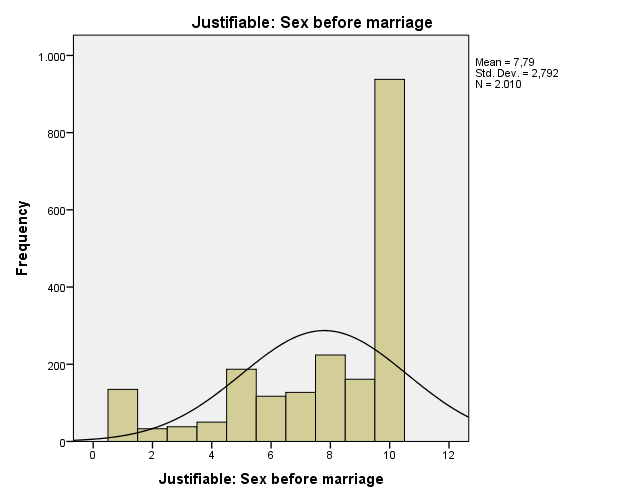 Justifiable: Sex before marriage
Mean = 7,79
Std. Dev. = 2,792
N = 2.010
Frequency
1.000
800
600
400
200
0
0 2 4 6 8 10 12
Justifiable: Sex before marriage